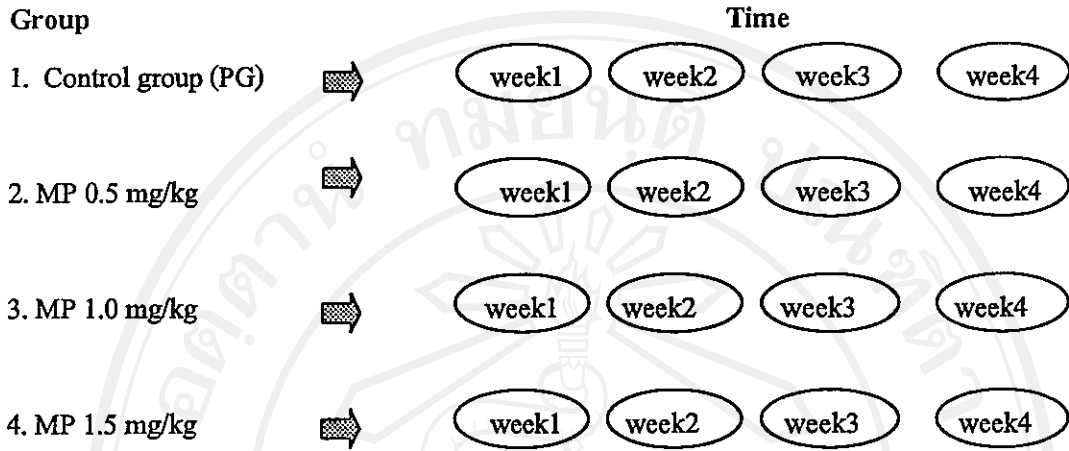 Group Time
1. Control group (PG) week1 week2 week3 week4
2. MP 0.5 mg/kg week1 week2 week3 week4
3. MP 1.0 mg/kg week1 week2 week3 week4
4. MP 1.5 mg/kg week1 week2 week3 week4